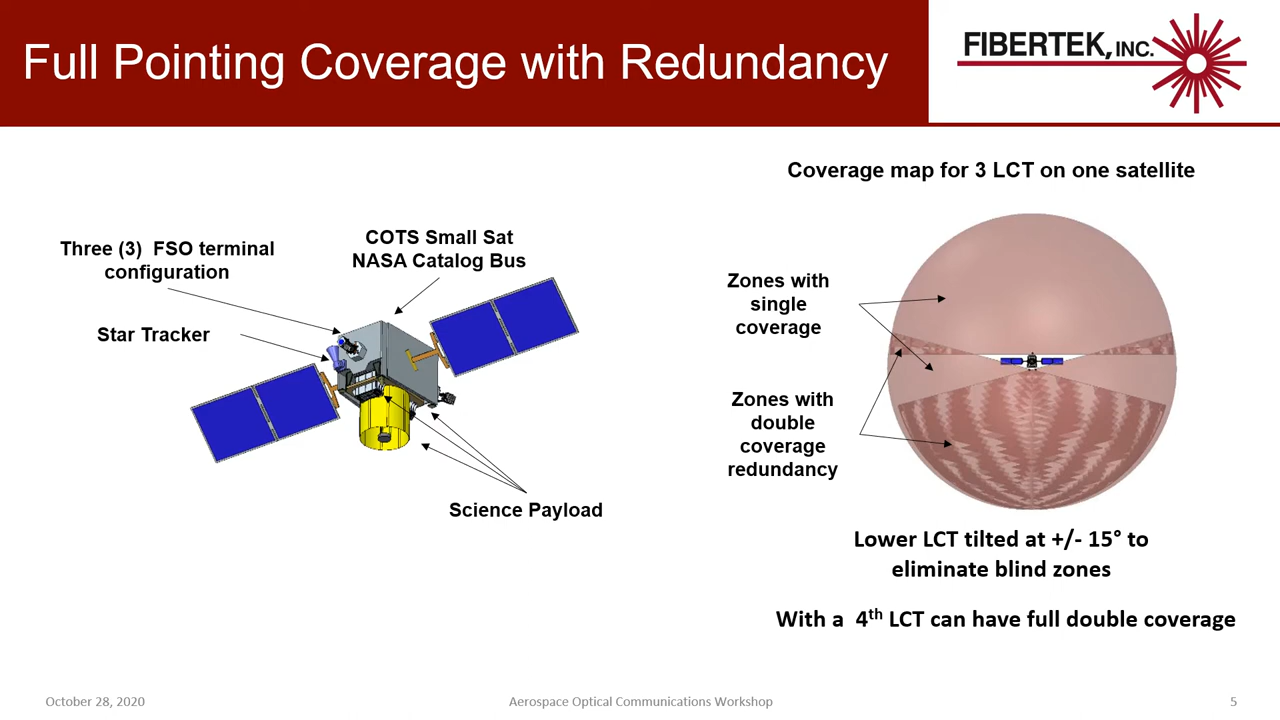 Full Pointing Coverage with Redundancy
FIBERTEK, INC.
Coverage map for 3 LCT on one satellite
Three (3)  FSO terminal
configuration
COTS Small Sat
NASA Catalog Bus
Star Tracker
Science Payload
Zones with
single
coverage
Zones with
double
coverage
redundancy
Lower LCT tilted at +/- 15° to
eliminate blind zones
With a  4th LCT can have full double coverage
October 28, 2020
Aerospace Optical Communications Workshop
5